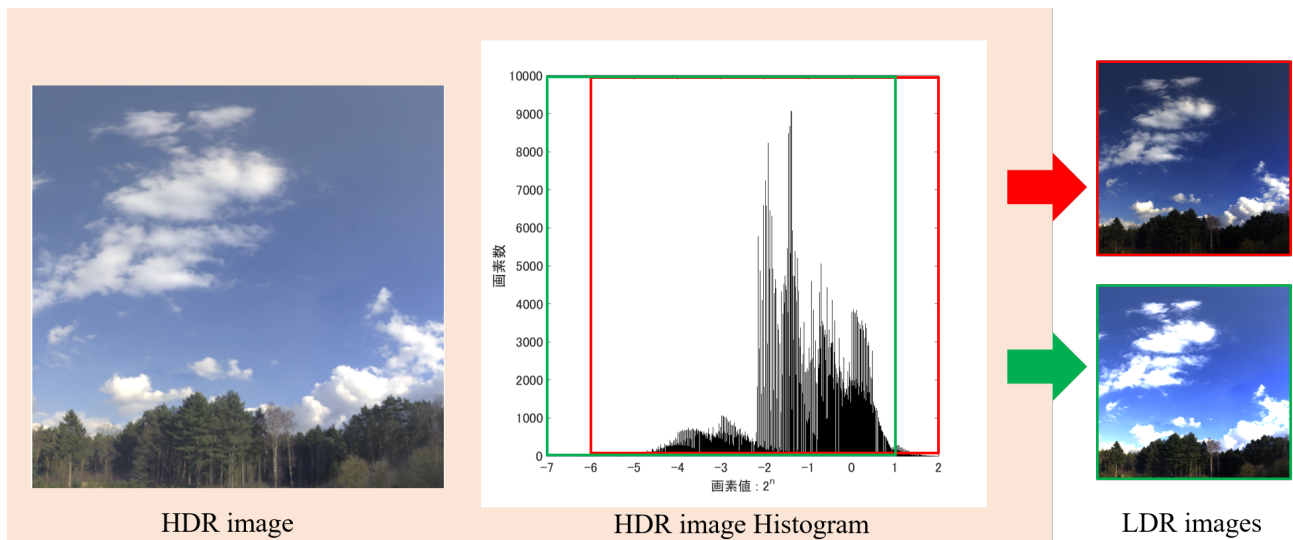 10000
9000
8000
7000
6000
5000
4000
3000
2000
1000
0
画素数
-7 -6 -5 -4 -3 -2 -1 0 1 2
画素値 : 2ⁿ
HDR image
HDR image Histogram
LDR images